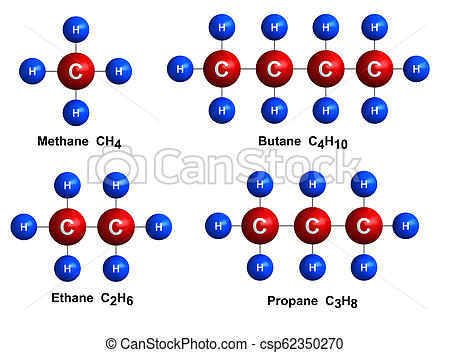 H
H C H
H
Methane CH4
H H H H
H C C C C H
H H H H
Butane C4H10
© Can Stock Photo
H H
H C C H
H H
Ethane C2H6
H H H
H C C C H
H H H
Propane C3H8
© Can Stock Photo - csp62350270